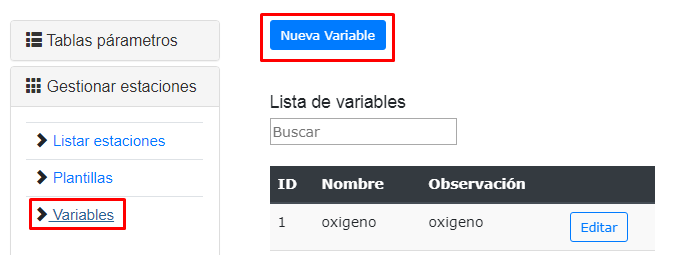 Tablas párametros
Gestionar estaciones
Listar estaciones
Plantillas
Variables
Nueva Variable
Lista de variables
Buscar
ID Nombre Observación
1 oxigeno oxigeno Editar